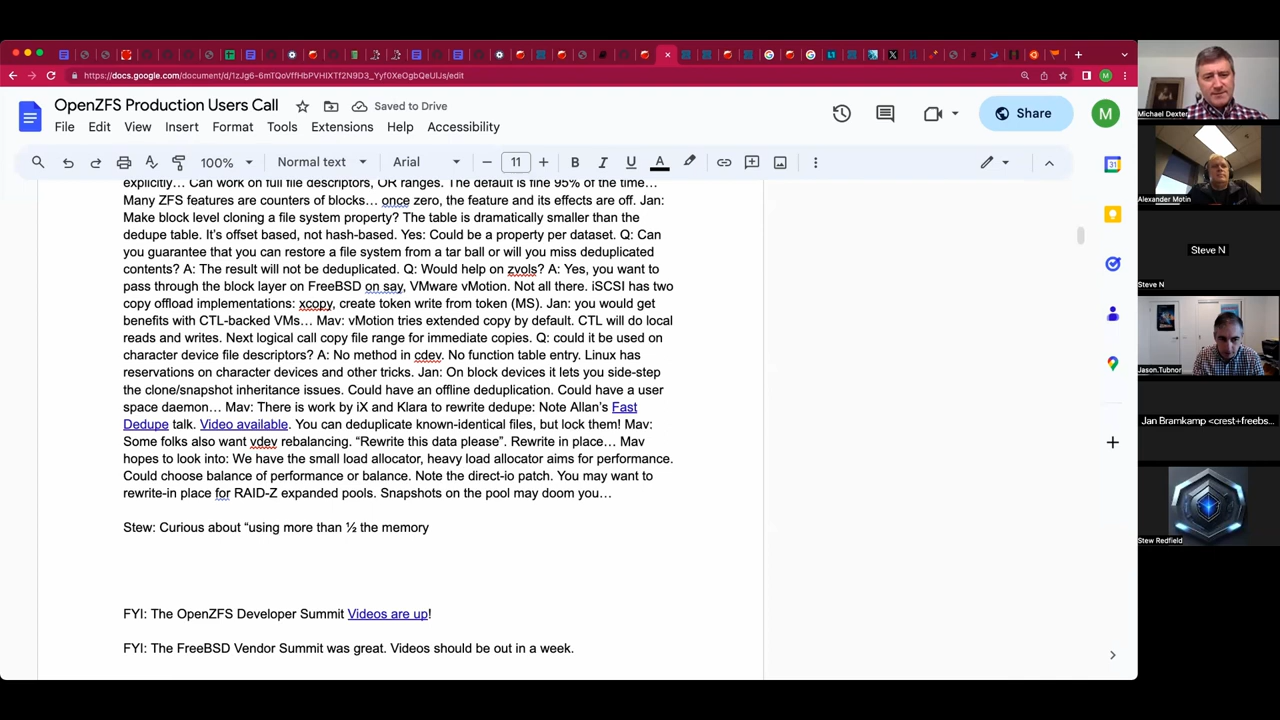 https://docs.google.com/document/d/1zJg6-6mTQoVffHbPVHIXTf2N9D3_Yyf0XeOgbQeUIJs/edit
OpenZFS Production Users Call
Saved to Drive
File Edit View Insert Format Tools Extensions Help Accessibility
Share
M
100% Normal text Arial 11 B I U A
explicitly… Can work on full file descriptors, OR ranges. The default is fine 95% of the time…
Many ZFS features are counters of blocks… once zero, the feature and its effects are off. Jan:
Make block level cloning a file system property? The table is dramatically smaller than the
dedupe table. It's offset based, not hash-based. Yes: Could be a property per dataset. Q: Can
you guarantee that you can restore a file system from a tar ball or will you miss deduplicated
contents? A: The result will not be deduplicated. Q: Would help on zvols? A: Yes, you want to
pass through the block layer on FreeBSD on say, VMware vMotion. Not all there. iSCSI has two
copy offload implementations: xcopy, create token write from token (MS). Jan: you would get
benefits with CTL-backed VMs… Mav: vMotion tries extended copy by default. CTL will do local
reads and writes. Next logical call copy file range for immediate copies. Q: could it be used on
character device file descriptors? A: No method in cdev. No function table entry. Linux has
reservations on character devices and other tricks. Jan: On block devices it lets you side-step
the clone/snapshot inheritance issues. Could have an offline deduplication. Could have a user
space daemon… Mav: There is work by iX and Klara to rewrite dedupe: Note Allan's Fast
Dedupe talk. Video available. You can deduplicate known-identical files, but lock them! Mav:
Some folks also want vdev rebalancing. "Rewrite this data please". Rewrite in place… Mav
hopes to look into: We have the small load allocator, heavy load allocator aims for performance.
Could choose balance of performance or balance. Note the direct-io patch. You may want to
rewrite-in place for RAID-Z expanded pools. Snapshots on the pool may doom you…
Stew: Curious about "using more than ½ the memory
FYI: The OpenZFS Developer Summit Videos are up!
FYI: The FreeBSD Vendor Summit was great. Videos should be out in a week.
Michael Dexter
Alexander Motin
Steve N
Steve N
Jason.Tubnor
Jan Bramkamp <crest+freebs...
Stew Redfield